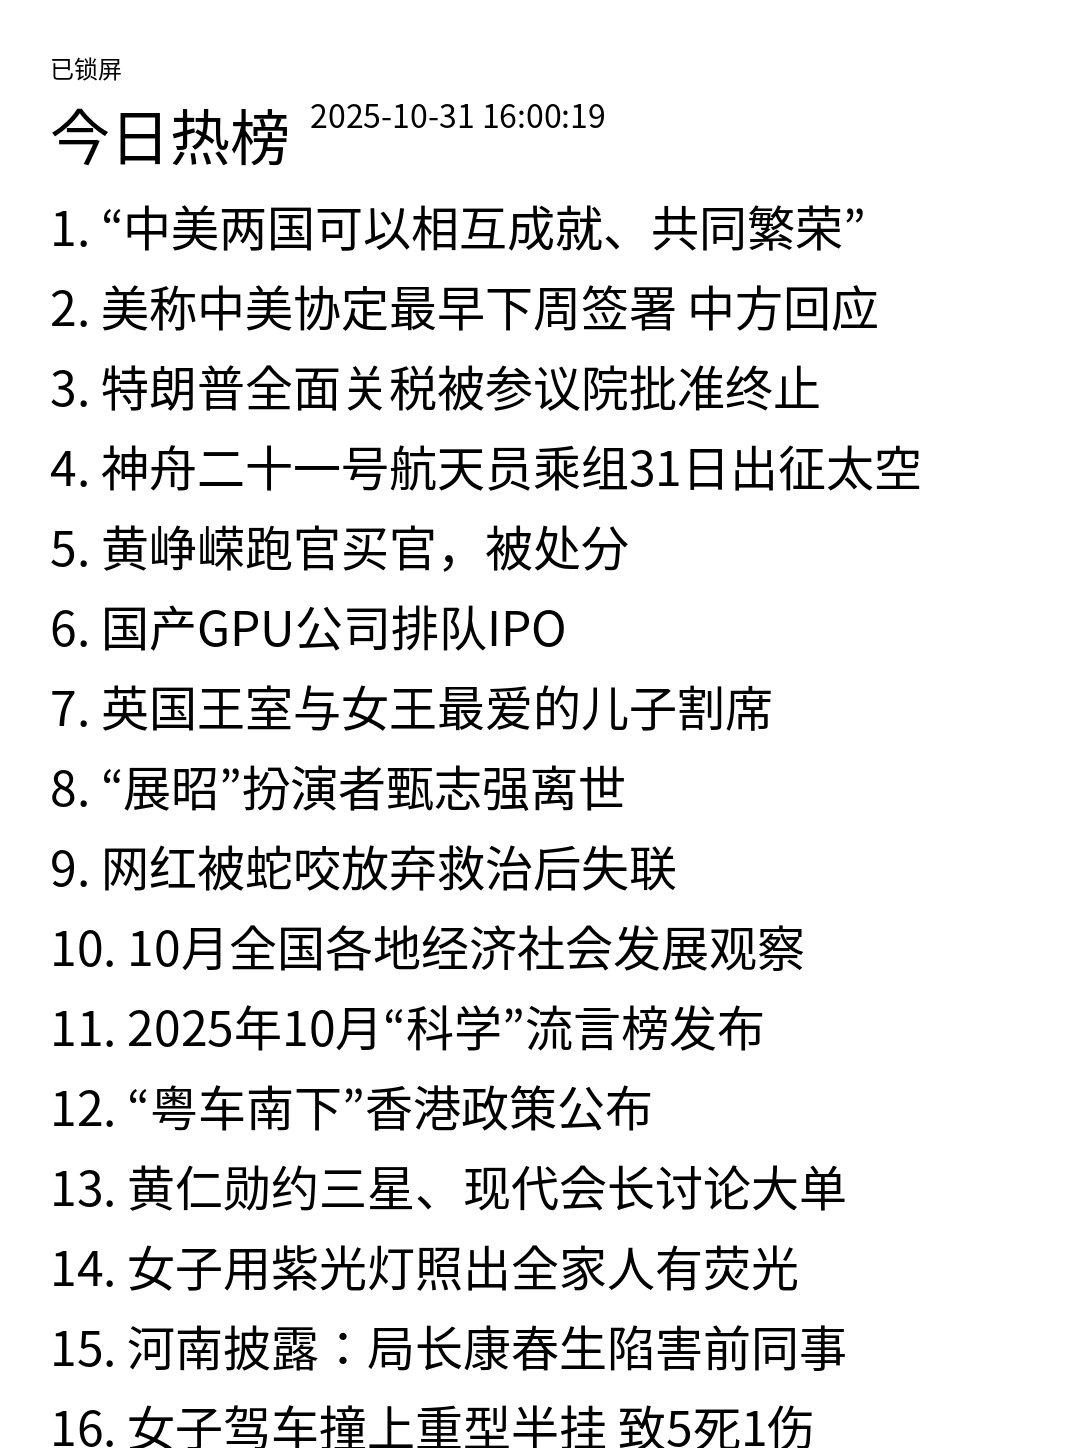 已锁屏
今日热榜 2025-10-31 16:00:19
1. “中美两国可以相互成就、共同繁荣”
2. 美称中美协定最早下周签署 中方回应
3. 特朗普全面关税被参议院批准终止
4. 神舟二十一号航天员乘组31日出征太空
5. 黄峥嵘跑官买官，被处分
6. 国产GPU公司排队IPO
7. 英国王室与女王最爱的儿子割席
8. “展昭”扮演者甄志强离世
9. 网红被蛇咬放弃救治后失联
10. 10月全国各地经济社会发展观察
11. 2025年10月“科学”流言榜发布
12. “粤车南下”香港政策公布
13. 黄仁勋约三星、现代会长讨论大单
14. 女子用紫光灯照出全家人有荧光
15. 河南披露：局长康春生陷害前同事
16. 女子驾车撞上重型半挂 致5死1伤